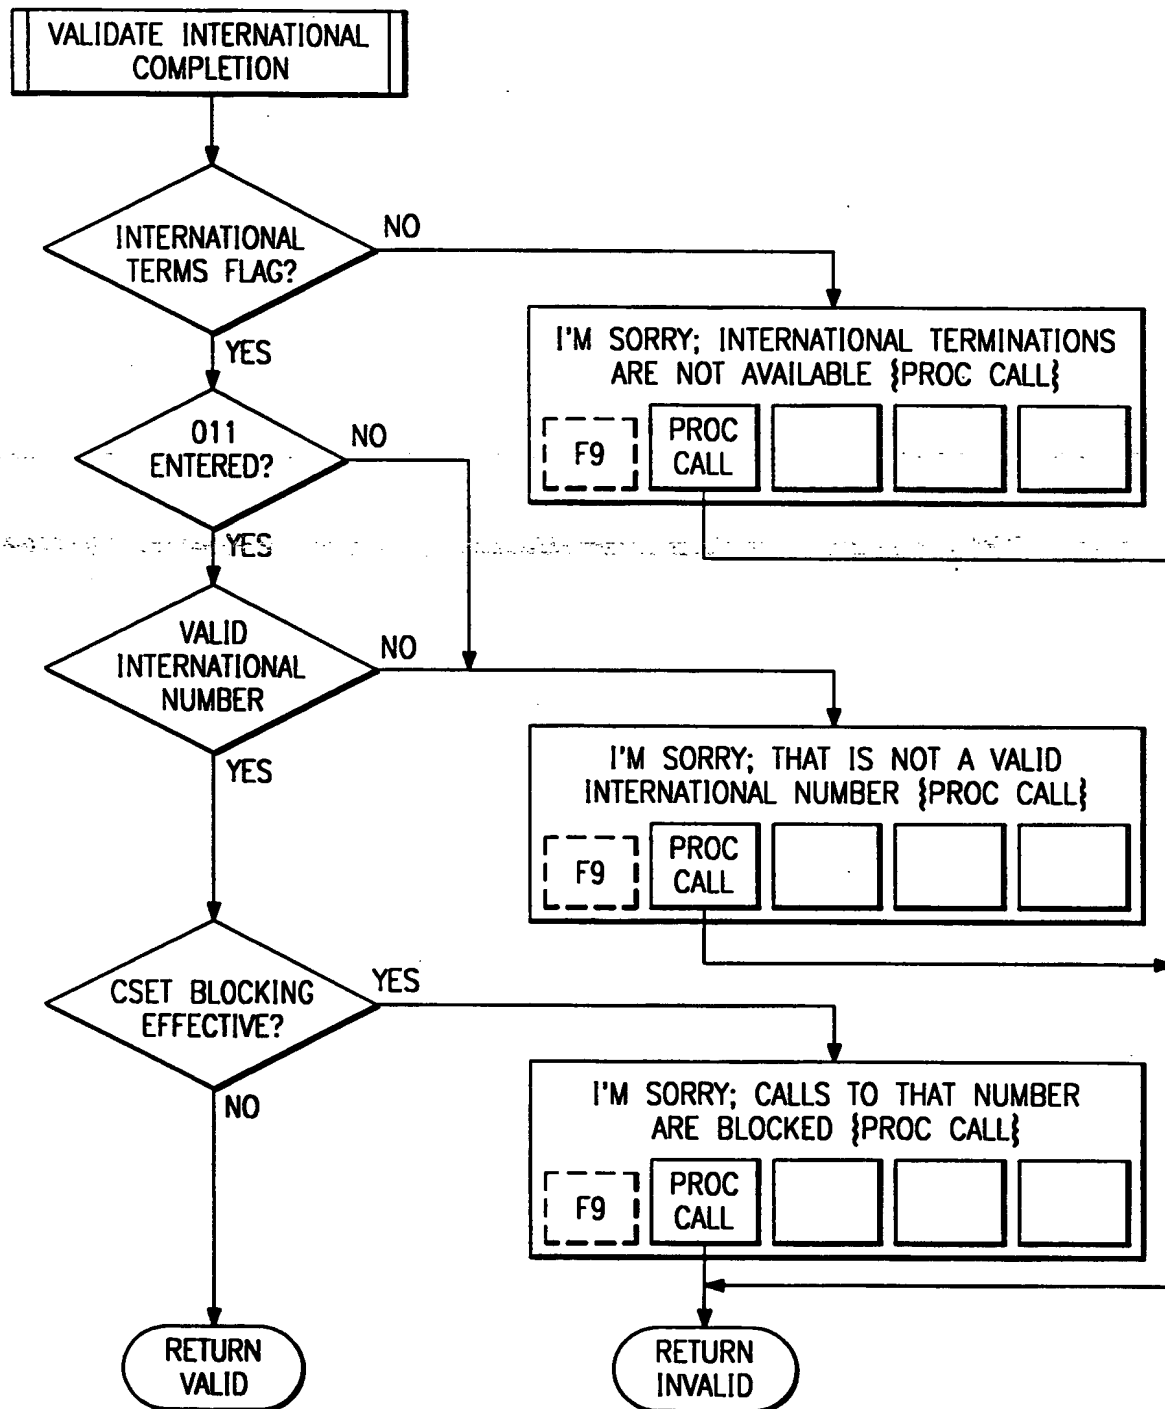 VALIDATE INTERNATIONAL
COMPLETION
INTERNATIONAL
TERMS FLAG?
NO
YES
I'M SORRY; INTERNATIONAL TERMINATIONS
ARE NOT AVAILABLE {PROC CALL}
F9
PROC
CALL
011
ENTERED?
NO
YES
VALID
INTERNATIONAL
NUMBER
NO
YES
I'M SORRY; THAT IS NOT A VALID
INTERNATIONAL NUMBER {PROC CALL}
F9
PROC
CALL
CSET BLOCKING
EFFECTIVE?
YES
NO
I'M SORRY; CALLS TO THAT NUMBER
ARE BLOCKED {PROC CALL}
F9
PROC
CALL
RETURN
VALID
RETURN
INVALID